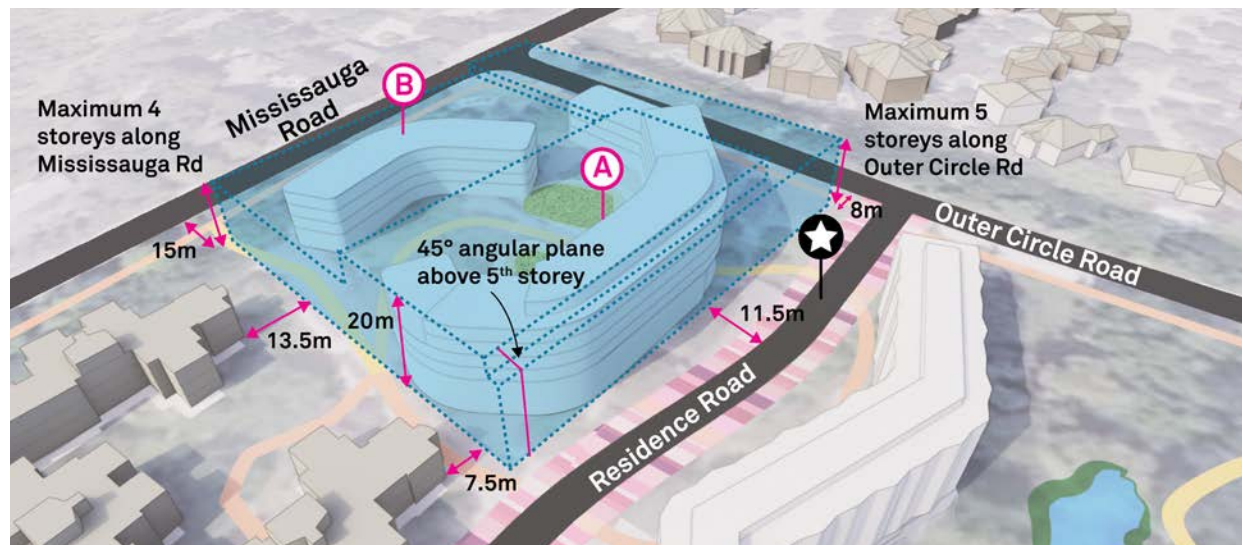 Maximum 4
storeys along
Mississauga Rd
Mississauga
Road
B
A
Maximum 5
storeys along
Outer Circle Rd
8m
Outer Circle Road
15m
45° angular plane
above 5th storey
20m
13.5m
11.5m
Residence Road
7.5m